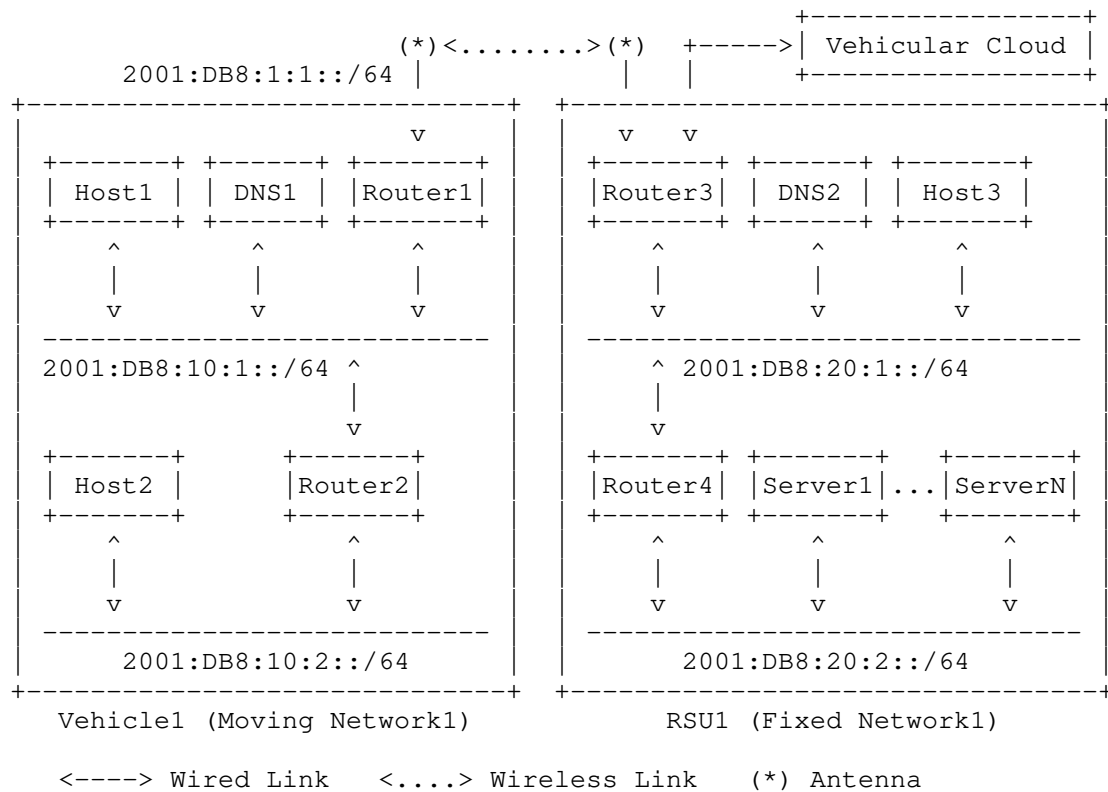 (*)<........>(*) +----->| Vehicular Cloud |
2001:DB8:1:1::/64
Host1 DNS1 Router1 Router3 DNS2 Host3
2001:DB8:10:1::/64 2001:DB8:20:1::/64
Host2 Router2 Router4 Server1 ... ServerN
2001:DB8:10:2::/64 2001:DB8:20:2::/64
Vehicle1 (Moving Network1) RSU1 (Fixed Network1)
<----> Wired Link <....> Wireless Link (*) Antenna